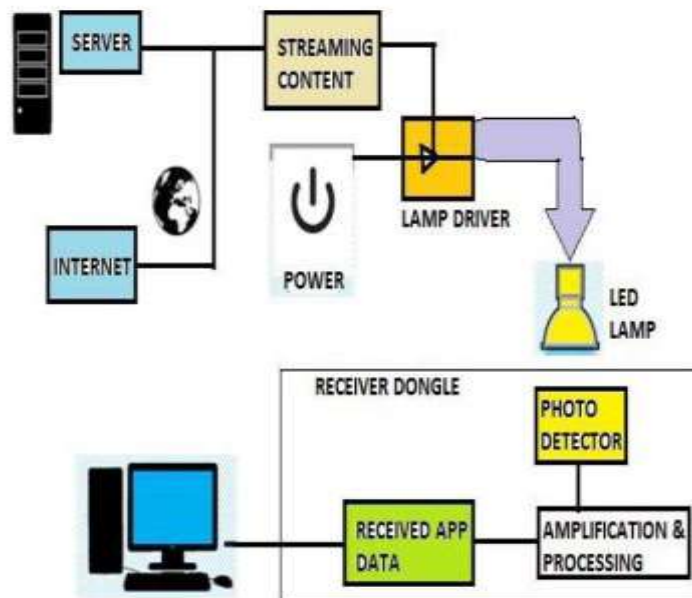 SERVER
STREAMING
CONTENT
LAMP DRIVER
INTERNET
POWER
LED
LAMP
RECEIVER DONGLE
PHOTO
DETECTOR
RECEIVED APP
DATA
AMPLIFICATION &
PROCESSING